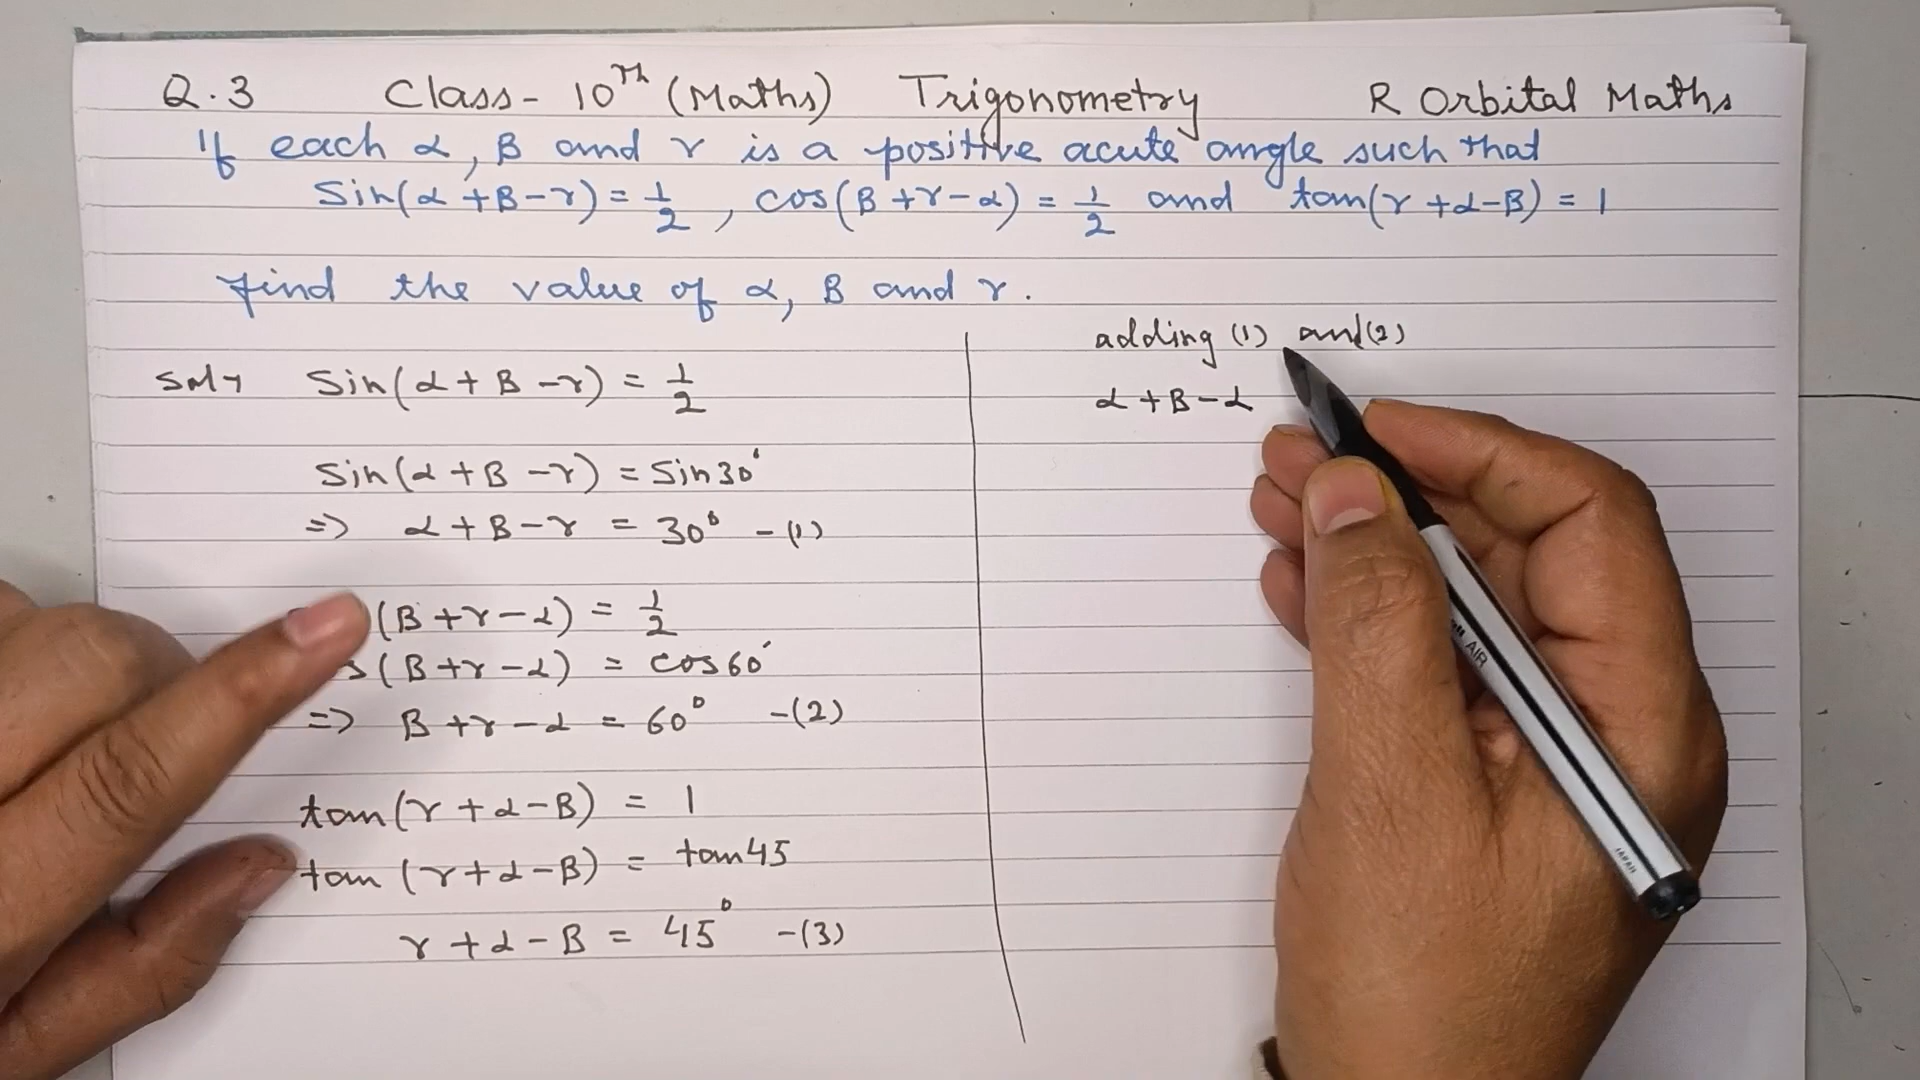 Q.3 Class- 10Th (Maths) Trigonometry R Orbital Maths
If each α, B and γ is a positive acute angle such that
Sin(α+B-γ) = 1/2, cos(B+γ-α) = 1/2 and tan(γ+α-B) = 1
find the value of α, B and γ.
Sin(α+B-γ) = 1/2
Sin(α+B-γ) = Sin30°
=> α+B-γ = 30° -(1)
(B+γ-α) = 1/2
s(B+γ-α) = cos60°
=> B+γ-α = 60° -(2)
tan(γ+α-B) = 1
tan(γ+α-B) = tan45
γ+α-B = 45° -(3)
adding (1) and (2)
α+B-α
AIR
JAPAN